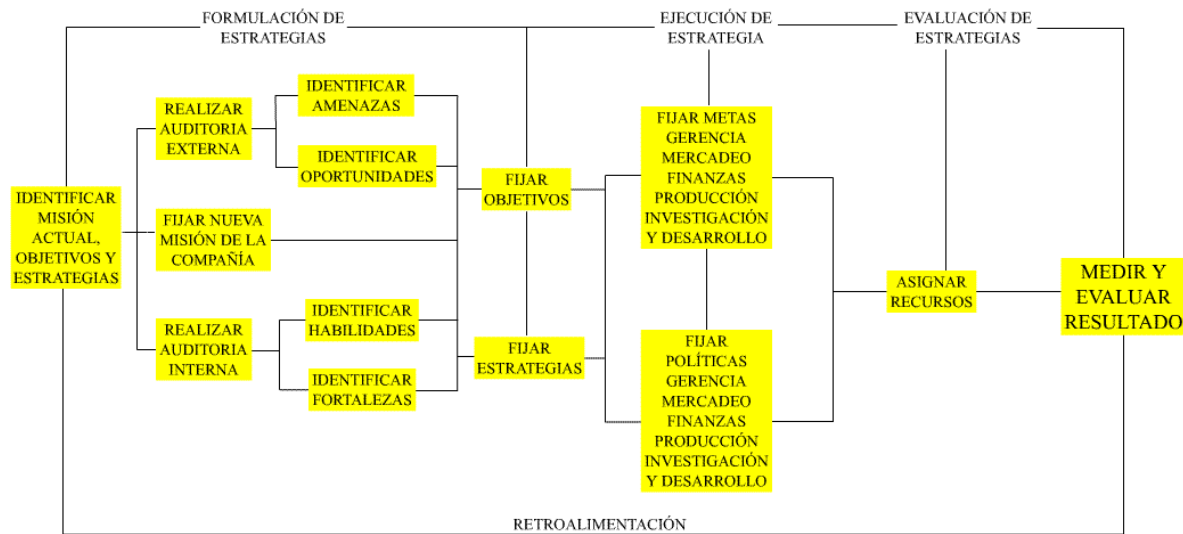 FORMULACIÓN DE
ESTRATEGIAS
EJECUCIÓN DE
ESTRATEGIA
EVALUACIÓN DE
ESTRATEGIAS
IDENTIFICAR
MISIÓN
ACTUAL,
OBJETIVOS Y
ESTRATEGIAS
REALIZAR
AUDITORIA
EXTERNA
FIJAR NUEVA
MISIÓN DE LA
COMPAÑÍA
REALIZAR
AUDITORIA
INTERNA
IDENTIFICAR
AMENAZAS
IDENTIFICAR
OPORTUNIDADES
IDENTIFICAR
HABILIDADES
IDENTIFICAR
FORTALEZAS
FIJAR
OBJETIVOS
FIJAR
ESTRATEGIAS
FIJAR METAS
GERENCIA
MERCADEO
FINANZAS
PRODUCCIÓN
INVESTIGACIÓN
Y DESARROLLO
FIJAR
POLÍTICAS
GERENCIA
MERCADEO
FINANZAS
PRODUCCIÓN
INVESTIGACIÓN
Y DESARROLLO
ASIGNAR
RECURSOS
MEDIR Y
EVALUAR
RESULTADO
RETROALIMENTACIÓN